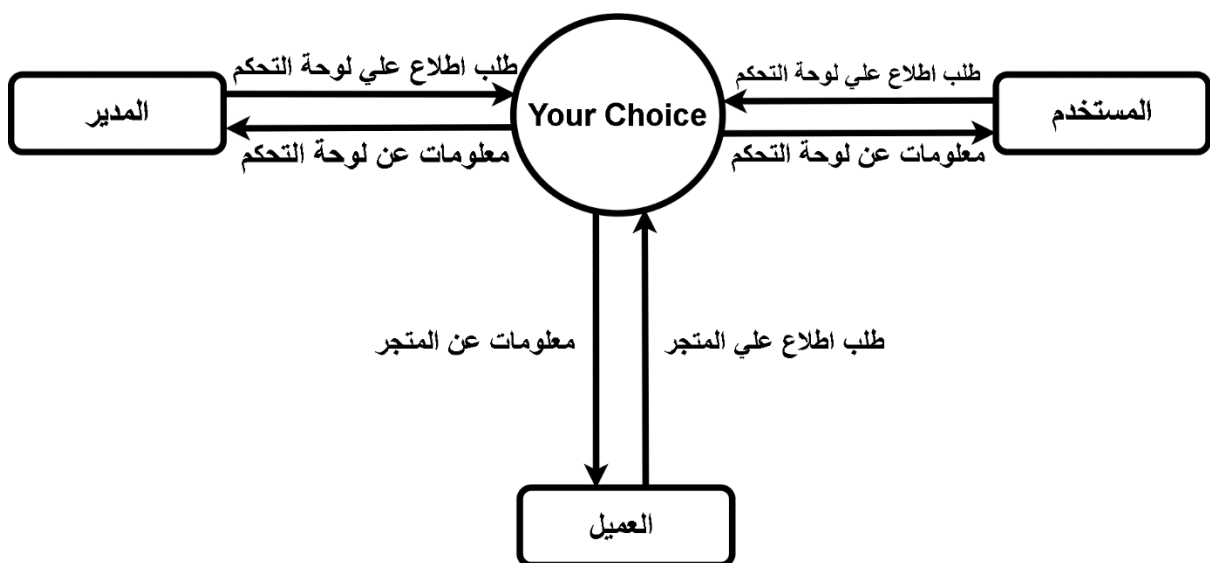 طلب اطلاع علي لوحة التحكم
طلب اطلاع علي لوحة التحكم
المستخدم
Your Choice
المدير
معلومات عن لوحة التحكم
معلومات عن لوحة التحكم
طلب اطلاع علي المتجر
معلومات عن المتجر
العميل